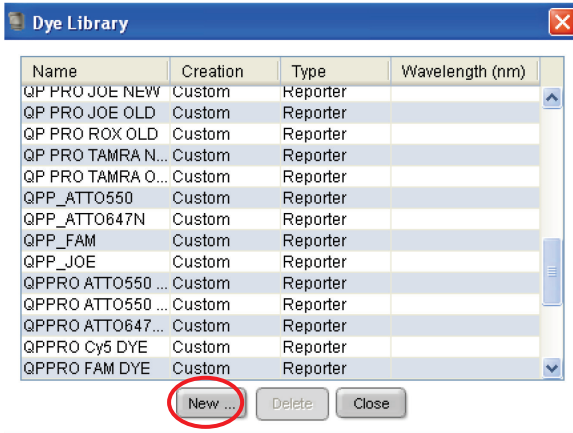 Dye Library
Name Creation Type Wavelength (nm)
QP PRO JOE NEW Custom Reporter
QP PRO JOE OLD Custom Reporter
QP PRO ROX OLD Custom Reporter
QP PRO TAMRA N... Custom Reporter
QP PRO TAMRA O... Custom Reporter
QPP_ATTO550 Custom Reporter
QPP_ATTO647N Custom Reporter
QPP_FAM Custom Reporter
QPP_JOE Custom Reporter
QPPRO ATTO550 ... Custom Reporter
QPPRO ATTO550 ... Custom Reporter
QPPRO ATTO647... Custom Reporter
QPPRO Cy5 DYE Custom Reporter
QPPRO FAM DYE Custom Reporter
New ... Delete Close